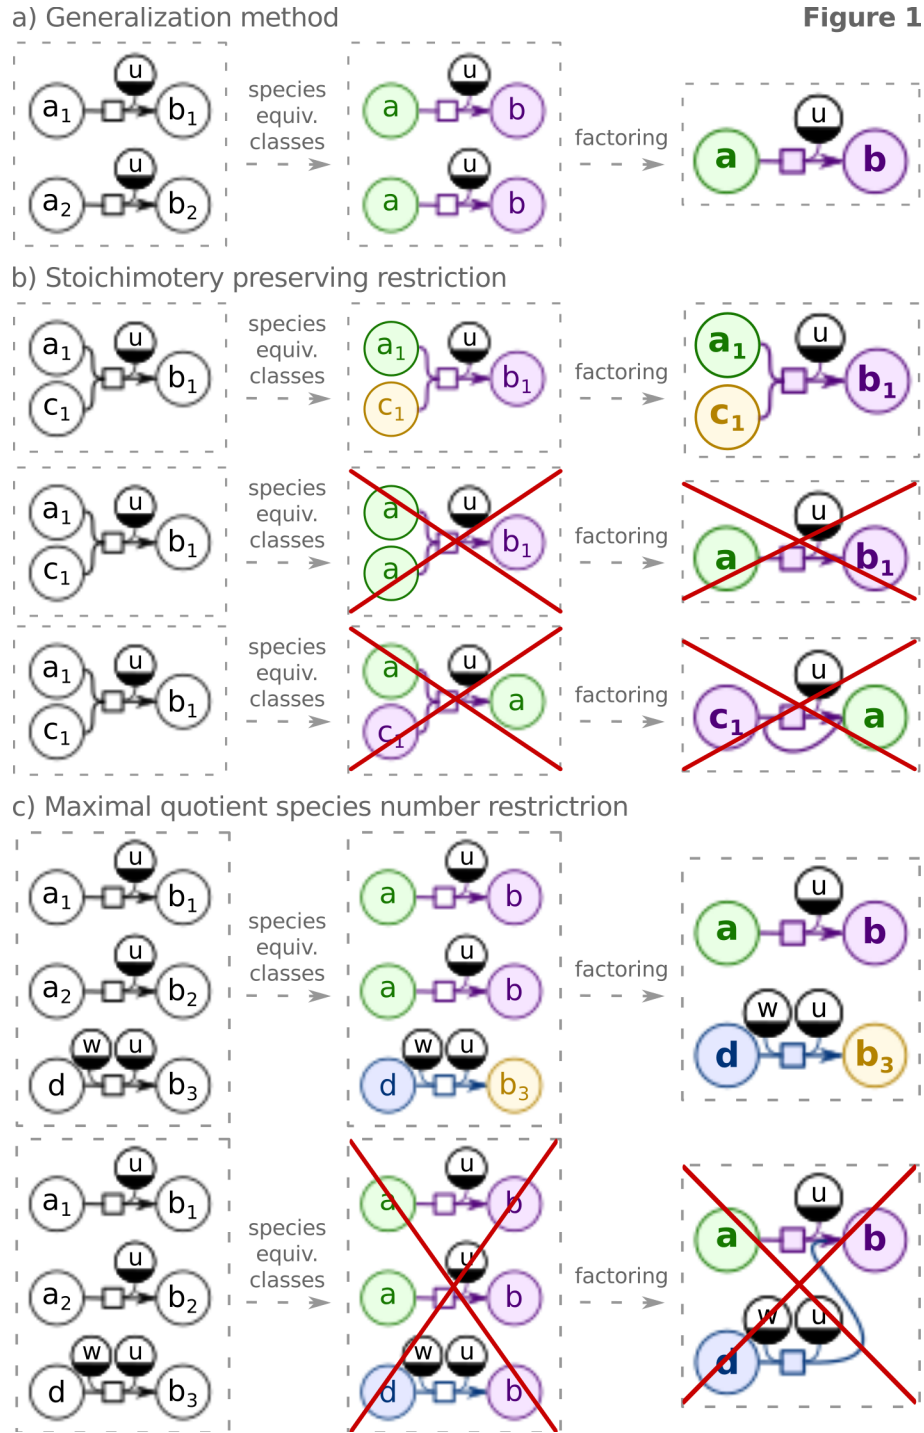 a) Generalization method
Figure 1
u
a1 b1
u
a2 b2
species
equiv.
classes
u
a b
u
a b
factoring
u
a b
b) Stoichimotery preserving restriction
a1
u
c1
b1
species
equiv.
classes
a1
u
c1
b1
factoring
a1
u
c1
b1
a1
u
c1
b1
species
equiv.
classes
a
u
a
b1
factoring
u
a b1
a1
u
c1
b1
species
equiv.
classes
a
u
c1
a
factoring
u
c1 a
c) Maximal quotient species number restrictrion
u
a1 b1
u
a2 b2
w u
d b3
species
equiv.
classes
u
a b
u
a b
w u
d b3
factoring
u
a b
w u
d b3
u
a1 b1
u
a2 b2
w u
d b3
species
equiv.
classes
u
a b
u
a b
w u
d b
factoring
u
a b
w u
d